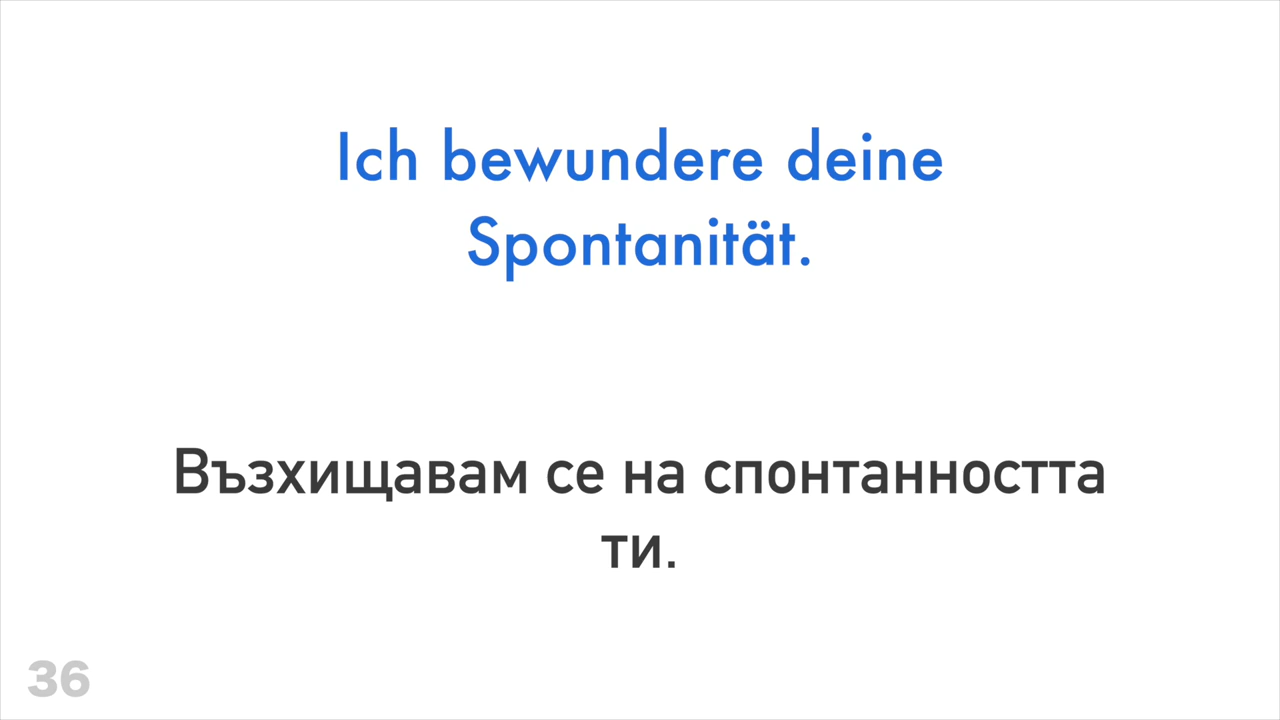 Ich bewundere deine
Spontanität.
Възхищавам се на спонтанността
ти.
36